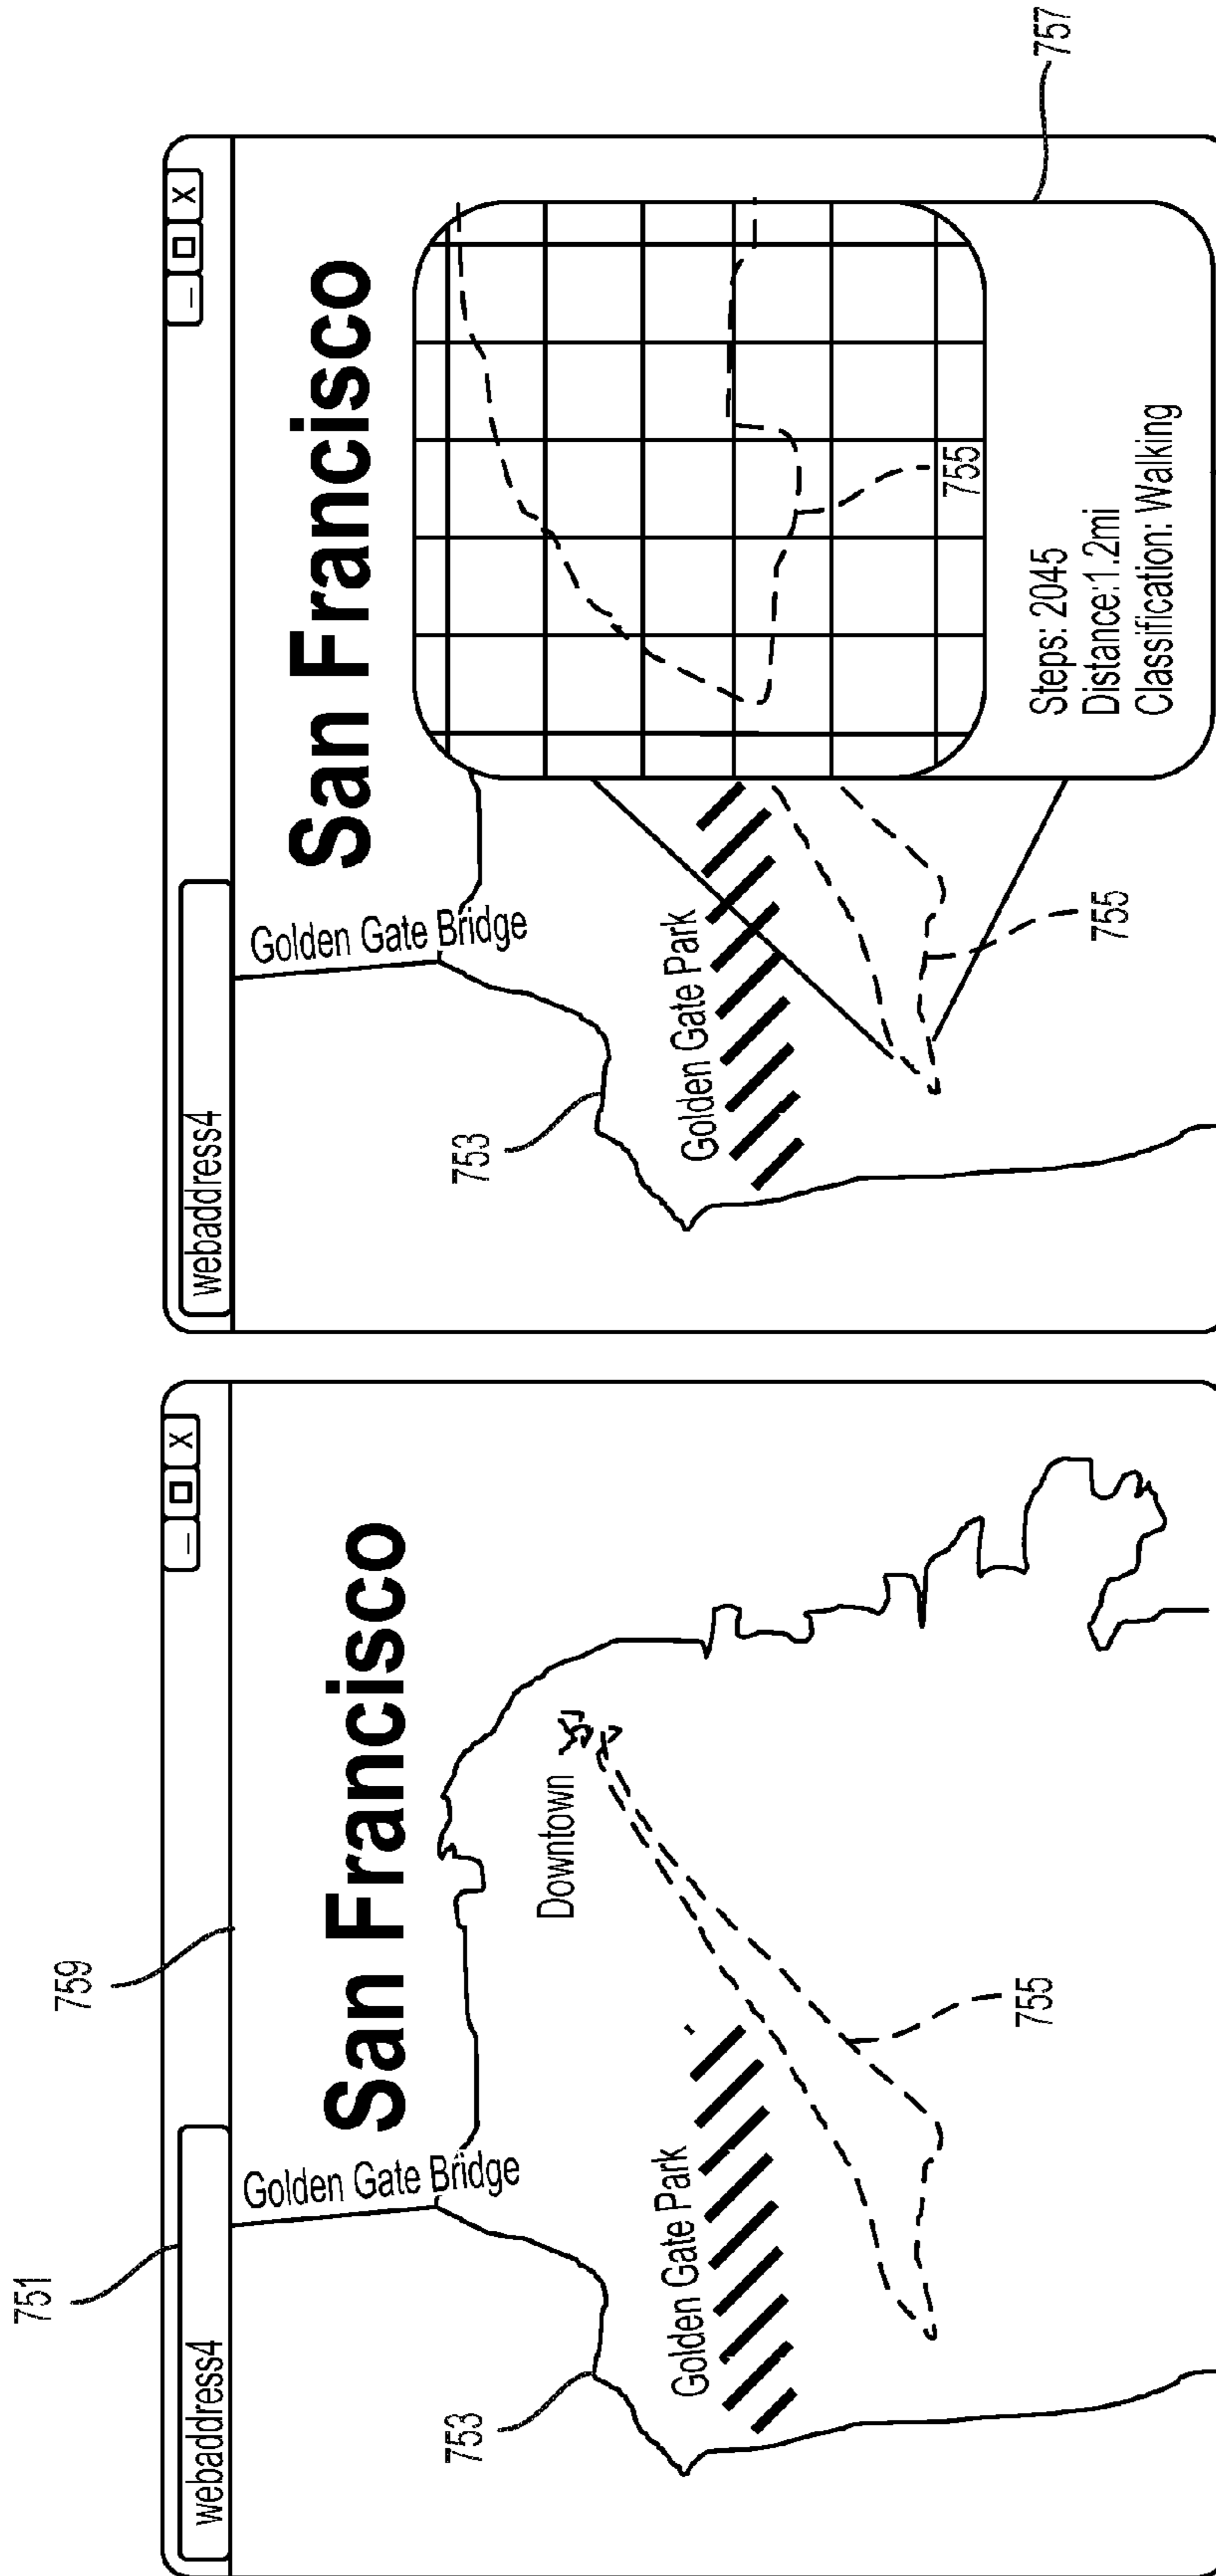 751
759
webaddress4
_ X
Golden Gate Bridge
San Francisco
753
Downtown
Golden Gate Park
755
webaddress4
_ X
Golden Gate Bridge
San Francisco
753
Golden Gate Park
755
755
Steps: 2045
Distance:1.2mi
Classification: Walking
757